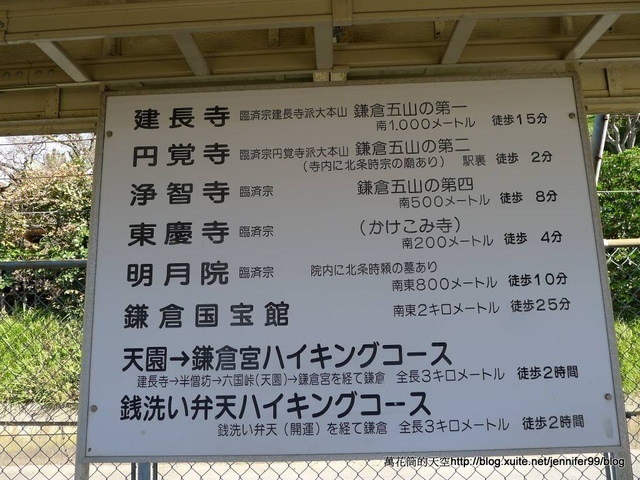 建長寺 臨済宗建長寺派大本山 鎌倉五山の第一
南1,000メートル 徒歩15分
円覚寺 臨済宗円覚寺派大本山 鎌倉五山の第二
（寺内に北条時宗の廟あり） 駅裏 徒歩 2分
浄智寺 臨済宗 鎌倉五山の第四
南500メートル 徒歩 8分
東慶寺 臨済宗 （かけこみ寺）
南200メートル 徒歩 4分
明月院 臨済宗 院内に北条時頼の墓あり
南東800メートル 徒歩10分
鎌倉国宝館 南東2キロメートル 徒歩25分
天園→鎌倉宮ハイキングコース
建長寺→半僧坊→六国峠(天園)→鎌倉宮を経て鎌倉 全長3キロメートル 徒歩2時間
銭洗い弁天ハイキングコース
銭洗い弁天（開運）を経て鎌倉 全長3キロメートル 徒歩2時間
萬花筒的天空http://blog.xuite.net/jennifer99/blog